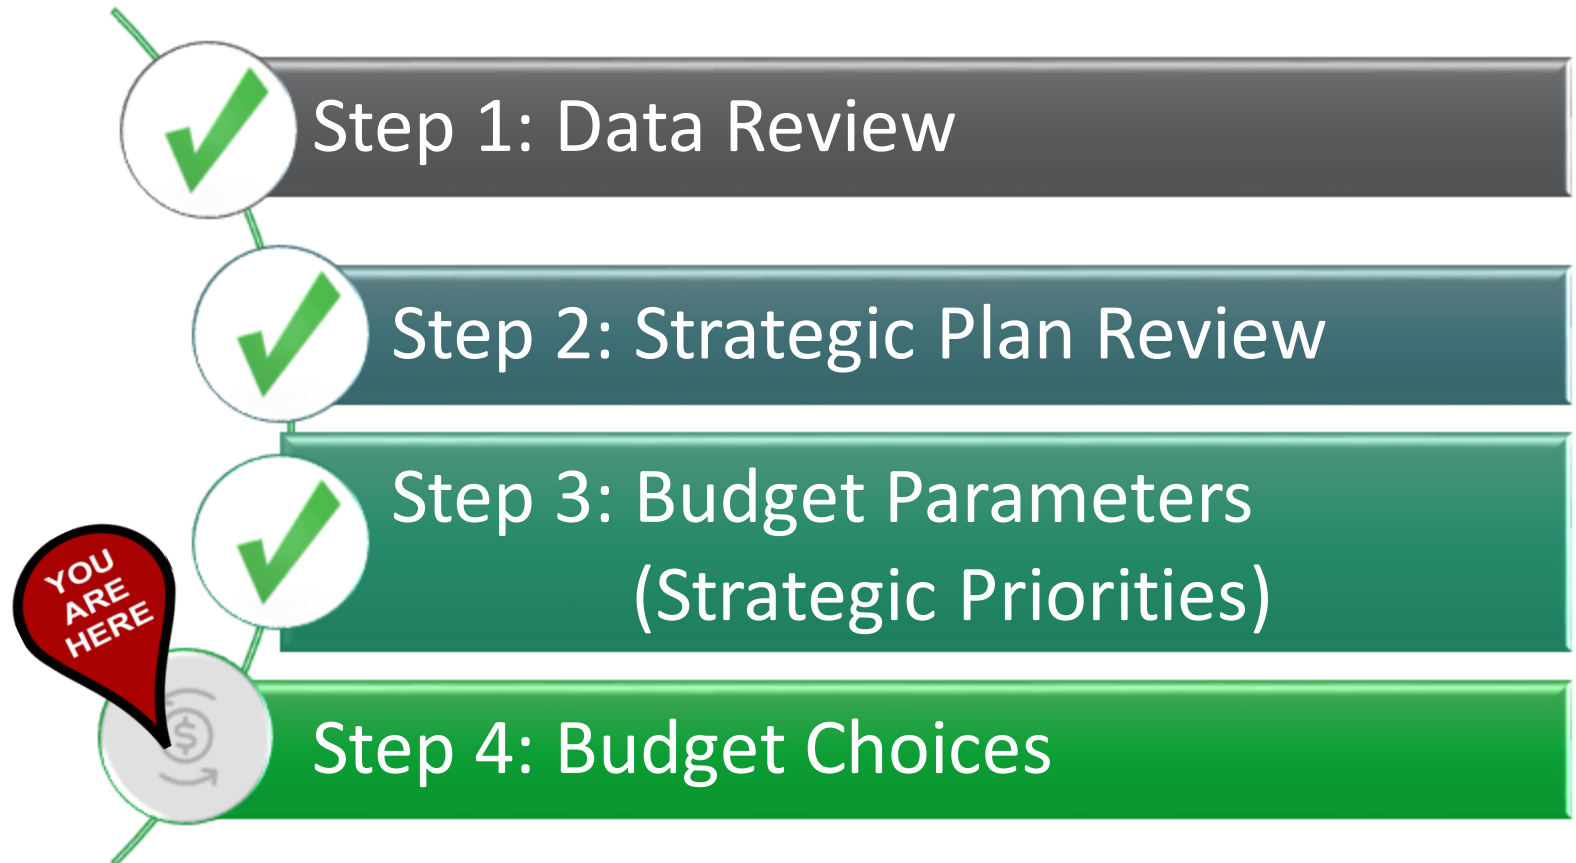 Step 1: Data Review
Step 2: Strategic Plan Review
Step 3: Budget Parameters
(Strategic Priorities)
YOU
ARE
HERE
$
Step 4: Budget Choices